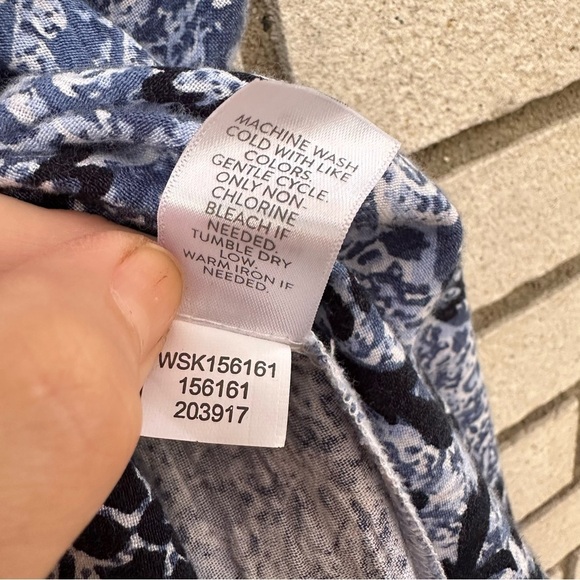 MACHINE WASH
COLD WITH LIKE
COLORS.
GENTLE CYCLE.
ONLY NON-
CHLORINE
BLEACH IF
NEEDED.
TUMBLE DRY
LOW,
WARM IRON IF
NEEDED.
WSK156161
156161
203917